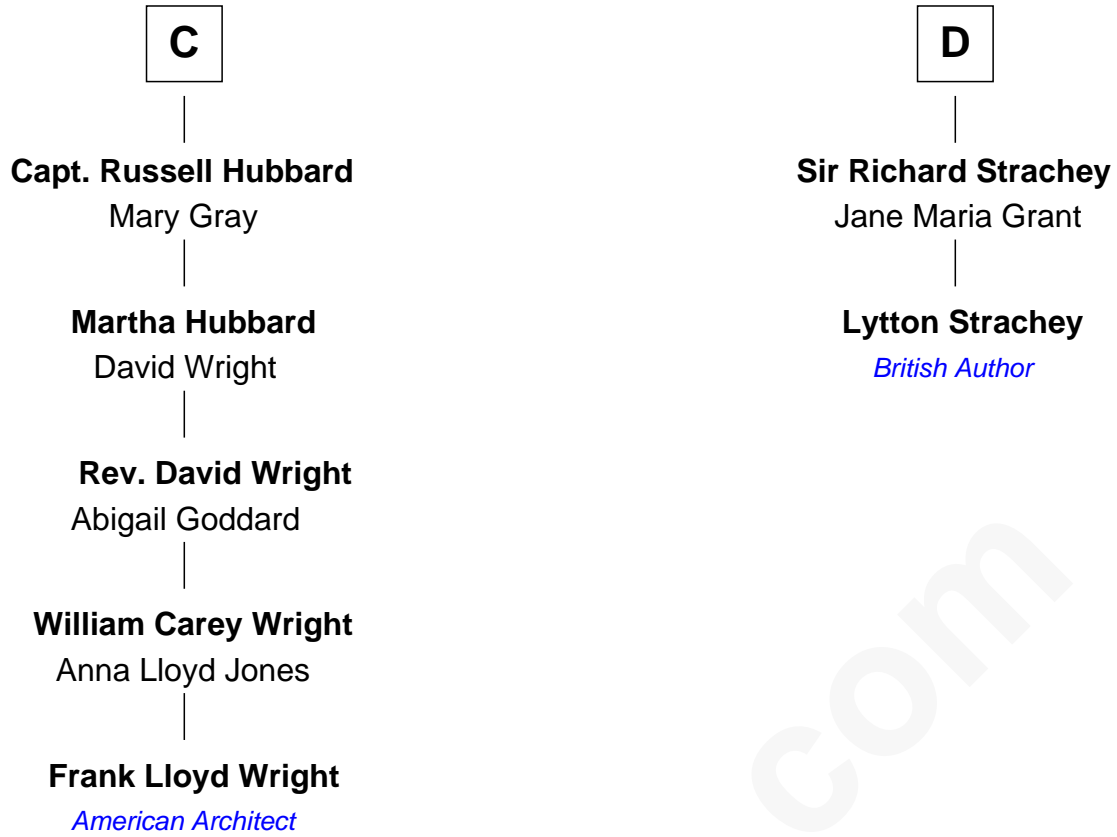 C
Capt. Russell Hubbard
Mary Gray
Martha Hubbard
David Wright
Rev. David Wright
Abigail Goddard
William Carey Wright
Anna Lloyd Jones
Frank Lloyd Wright
American Architect
D
Sir Richard Strachey
Jane Maria Grant
Lytton Strachey
British Author
com